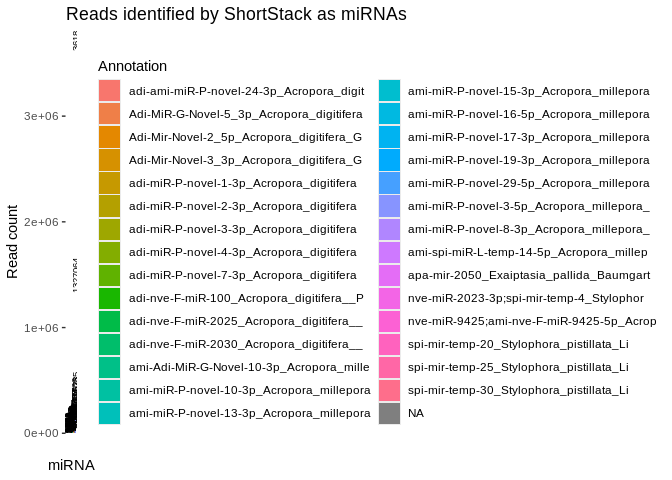 Reads identified by ShortStack as miRNAs
Annotation
adi-ami-miR-P-novel-24-3p_Acropora_digit
Adi-MiR-G-Novel-5_3p_Acropora_digitifera
Adi-Mir-Novel-2_5p_Acropora_digitifera_G
Adi-Mir-Novel-3_3p_Acropora_digitifera_G
adi-miR-P-novel-1-3p_Acropora_digitifera
adi-miR-P-novel-2-3p_Acropora_digitifera
adi-miR-P-novel-3-3p_Acropora_digitifera
adi-miR-P-novel-4-3p_Acropora_digitifera
adi-miR-P-novel-7-3p_Acropora_digitifera
adi-nve-F-miR-100_Acropora_digitifera__P
adi-nve-F-miR-2025_Acropora_digitifera__
adi-nve-F-miR-2030_Acropora_digitifera__
ami-Adi-MiR-G-Novel-10-3p_Acropora_mille
ami-miR-P-novel-10-3p_Acropora_millepora
ami-miR-P-novel-13-3p_Acropora_millepora
ami-miR-P-novel-15-3p_Acropora_millepora
ami-miR-P-novel-16-5p_Acropora_millepora
ami-miR-P-novel-17-3p_Acropora_millepora
ami-miR-P-novel-19-3p_Acropora_millepora
ami-miR-P-novel-29-5p_Acropora_millepora
ami-miR-P-novel-3-5p_Acropora_millepora_
ami-miR-P-novel-8-3p_Acropora_millepora_
ami-spi-miR-L-temp-14-5p_Acropora_millep
apa-mir-2050_Exaiptasia_pallida_Baumgart
nve-miR-2023-3p;spi-mir-temp-4_Stylophor
nve-miR-9425;ami-nve-F-miR-9425-5p_Acrop
spi-mir-temp-20_Stylophora_pistillata_Li
spi-mir-temp-25_Stylophora_pistillata_Li
spi-mir-temp-30_Stylophora_pistillata_Li
NA
Read count
3e+06
2e+06
1e+06
0e+00
1327064
miRNA